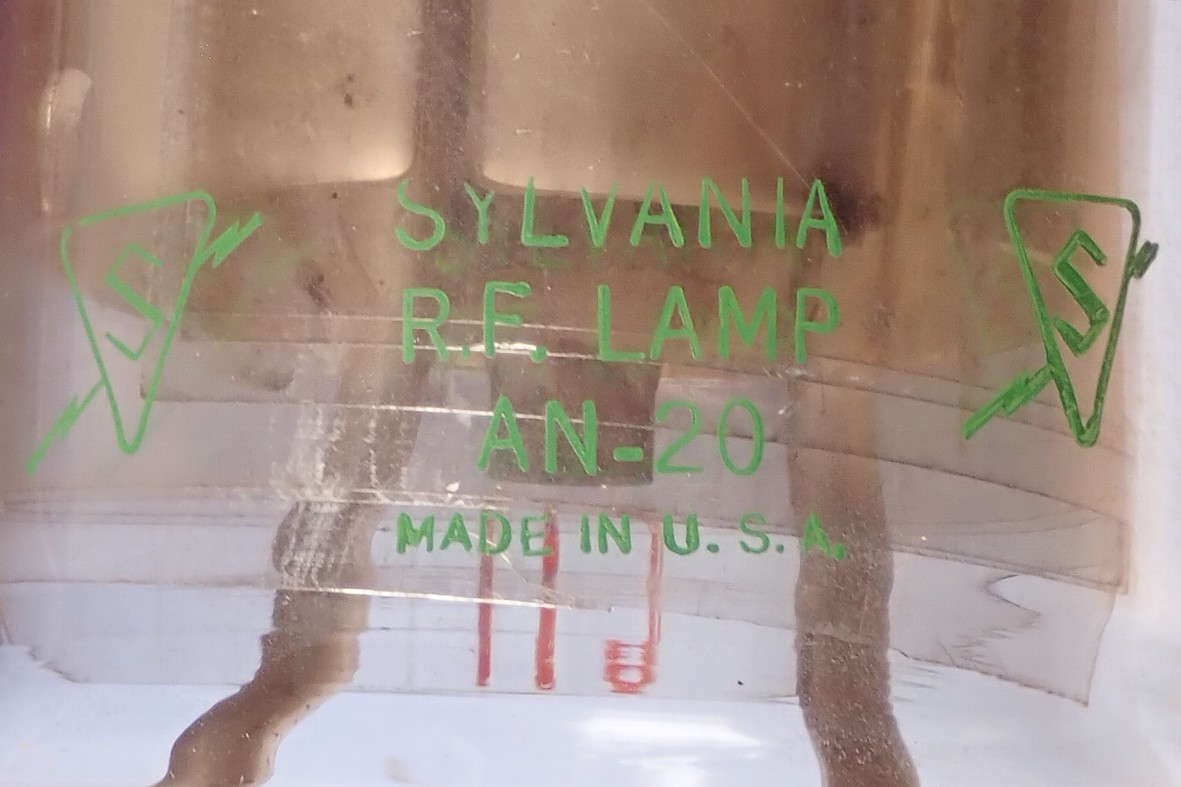 SYLVANIA
R.F. LAMP
AN-20
MADE IN U.S.A.
S
S